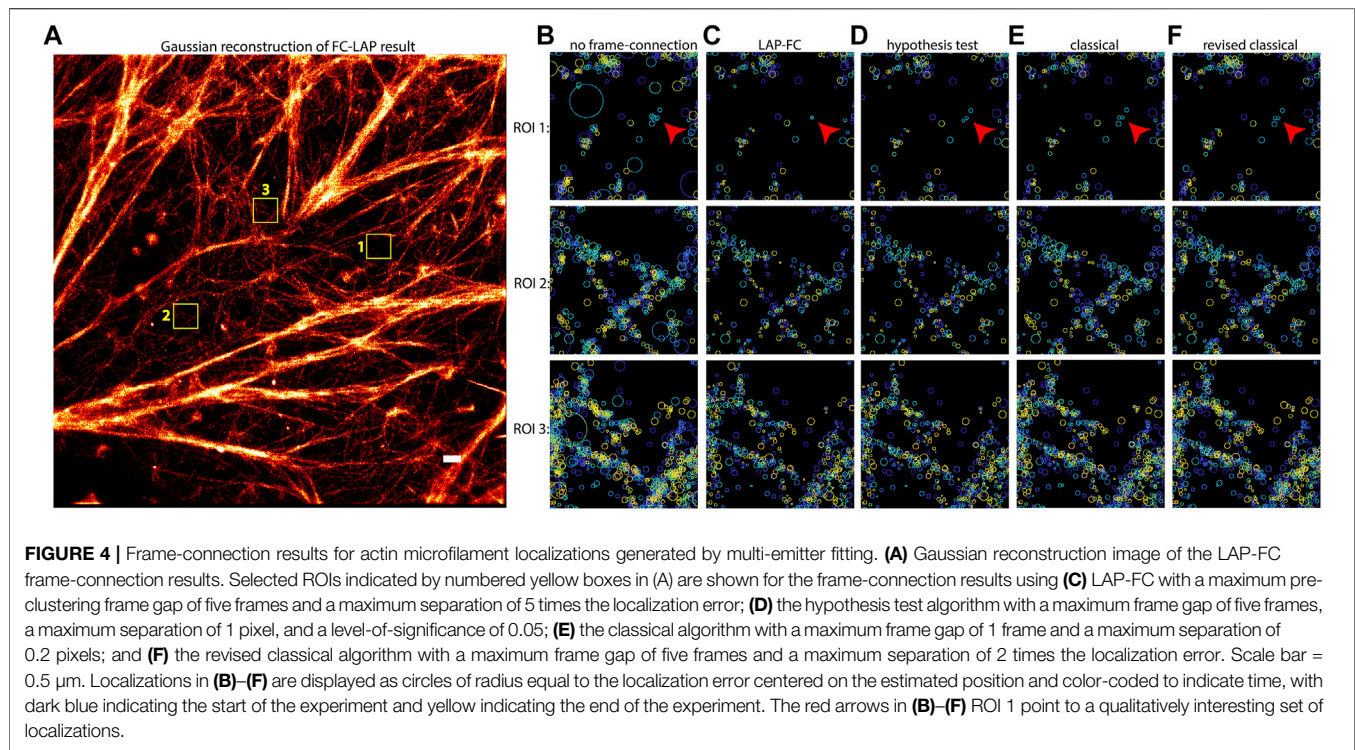 A
Gaussian reconstruction of FC-LAP result
B
no frame-connection
C
LAP-FC
D
hypothesis test
E
classical
F
revised classical
3
1
2
ROI 1:
ROI 2:
ROI 3:
FIGURE 4 | Frame-connection results for actin microfilament localizations generated by multi-emitter fitting. (A) Gaussian reconstruction image of the LAP-FC
frame-connection results. Selected ROIs indicated by numbered yellow boxes in (A) are shown for the frame-connection results using (C) LAP-FC with a maximum pre-
clustering frame gap of five frames and a maximum separation of 5 times the localization error; (D) the hypothesis test algorithm with a maximum frame gap of five frames,
a maximum separation of 1 pixel, and a level-of-significance of 0.05; (E) the classical algorithm with a maximum frame gap of 1 frame and a maximum separation of
0.2 pixels; and (F) the revised classical algorithm with a maximum frame gap of five frames and a maximum separation of 2 times the localization error. Scale bar =
0.5 μm. Localizations in (B)–(F) are displayed as circles of radius equal to the localization error centered on the estimated position and color-coded to indicate time, with
dark blue indicating the start of the experiment and yellow indicating the end of the experiment. The red arrows in (B)–(F) ROI 1 point to a qualitatively interesting set of
localizations.